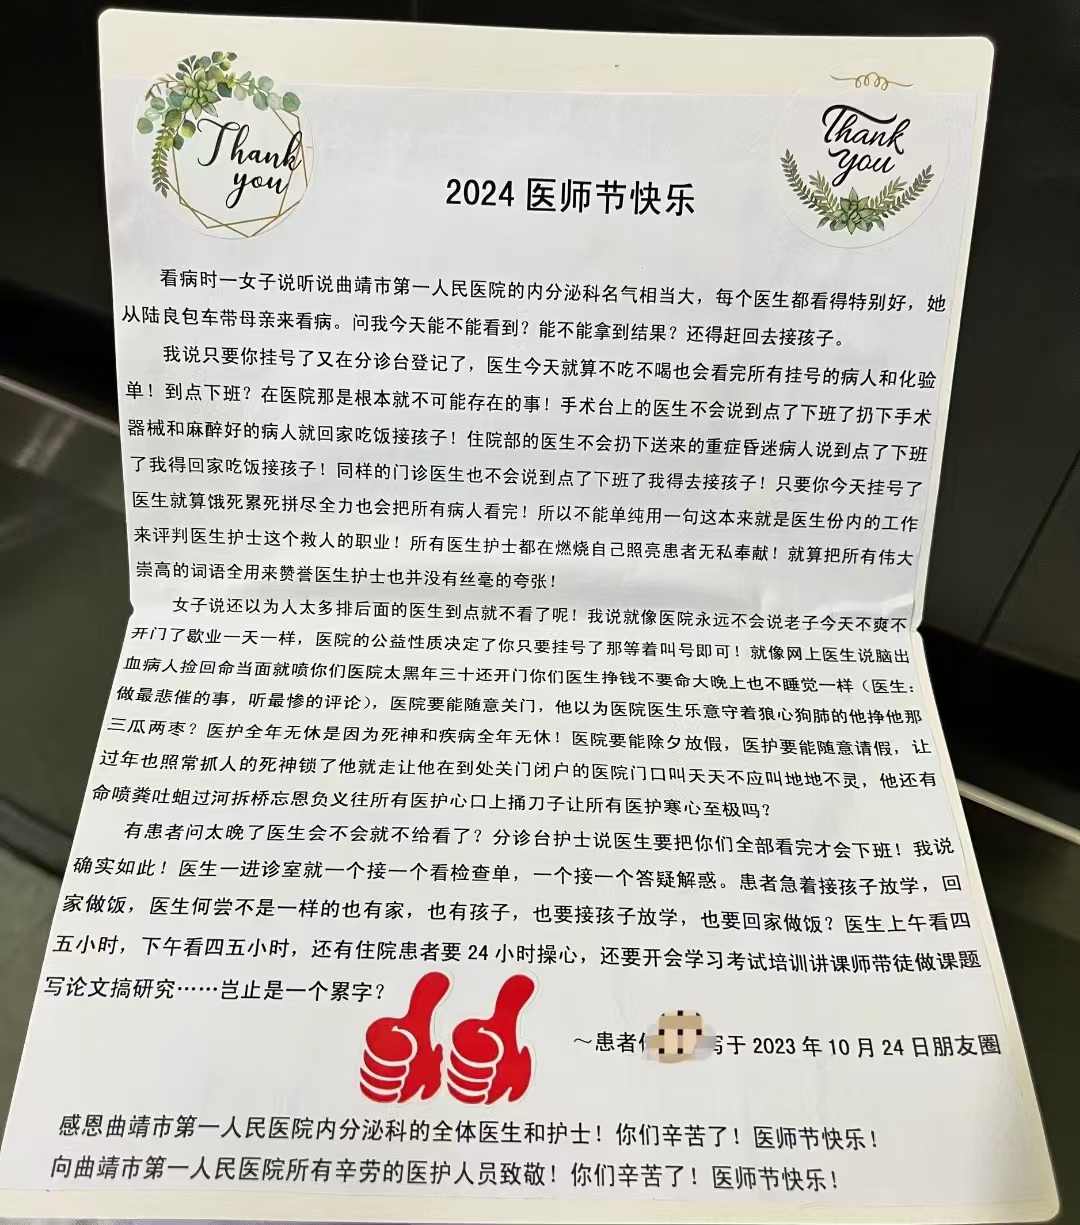 Thank
you
Thank
you
2024 医师节快乐
看病时一女子说听说曲靖市第一人民医院的内分泌科名气相当大，每个医生都看得特别好，她
从陆良包车带母亲来看病。问我今天能不能看到？能不能拿到结果？还得赶回去接孩子。
我说只要你挂号了又在分诊台登记了，医生今天就算不吃不喝也会看完所有挂号的病人和化验
单！到点下班？在医院那是根本就不可能存在的事！手术台上的医生不会说到点了下班了扔下手术
器械和麻醉好的病人就回家吃饭接孩子！住院部的医生不会扔下送来的重症昏迷病人说到点了下班
了我得回家吃饭接孩子！同样的门诊医生也不会说到点了下班了我得去接孩子！只要你今天挂号了
医生就算饿死累死拼尽全力也会把所有病人看完！所以不能单纯用一句这本来就是医生份内的工作
来评判医生护士这个救人的职业！所有医生护士都在燃烧自己照亮患者无私奉献！就算把所有伟大
崇高的词语全用来赞誉医生护士也并没有丝毫的夸张！
女子说还以为人太多排后面的医生到点就不看了呢！我说就像医院永远不会说老子今天不爽不
开门了歇业一天一样，医院的公益性质决定了你只要挂号了那等着叫号即可！就像网上医生说脑出
血病人捡回命当面就喷你们医院太黑年三十还开门你们医生挣钱不要命大晚上也不睡觉一样（医生：
做最悲催的事，听最惨的评论），医院要能随意关门，他以为医院医生乐意守着狼心狗肺的他挣他那
三瓜两枣？医护全年无休是因为死神和疾病全年无休！医院要能除夕放假，医护要能随意请假，让
过年也照常抓人的死神锁了他就走让他在到处关门闭户的医院门口叫天天不应叫地地不灵，他还有
命喷粪吐蛆过河拆桥忘恩负义往所有医护心口上捅刀子让所有医护寒心至极吗？
有患者问太晚了医生会不会就不给看了？分诊台护士说医生要把你们全部看完才会下班！我说
确实如此！医生一进诊室就一个接一个看检查单，一个接一个答疑解惑。患者急着接孩子放学，回
家做饭，医生何尝不是一样的也有家，也有孩子，也要接孩子放学，也要回家做饭？医生上午看四
五小时，下午看四五小时，还有住院患者要 24 小时操心，还要开会学习考试培训讲课师带徒做课题
写论文搞研究……岂止是一个累字？
～患者 写于 2023 年 10 月 24 日朋友圈
感恩曲靖市第一人民医院内分泌科的全体医生和护士！你们辛苦了！医师节快乐！
向曲靖市第一人民医院所有辛劳的医护人员致敬！你们辛苦了！医师节快乐！